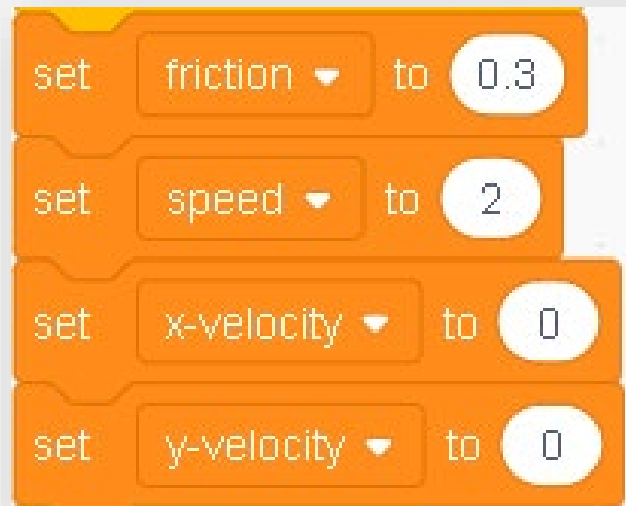 set friction to 0.3
set speed to 2
set x-velocity to 0
set y-velocity to 0